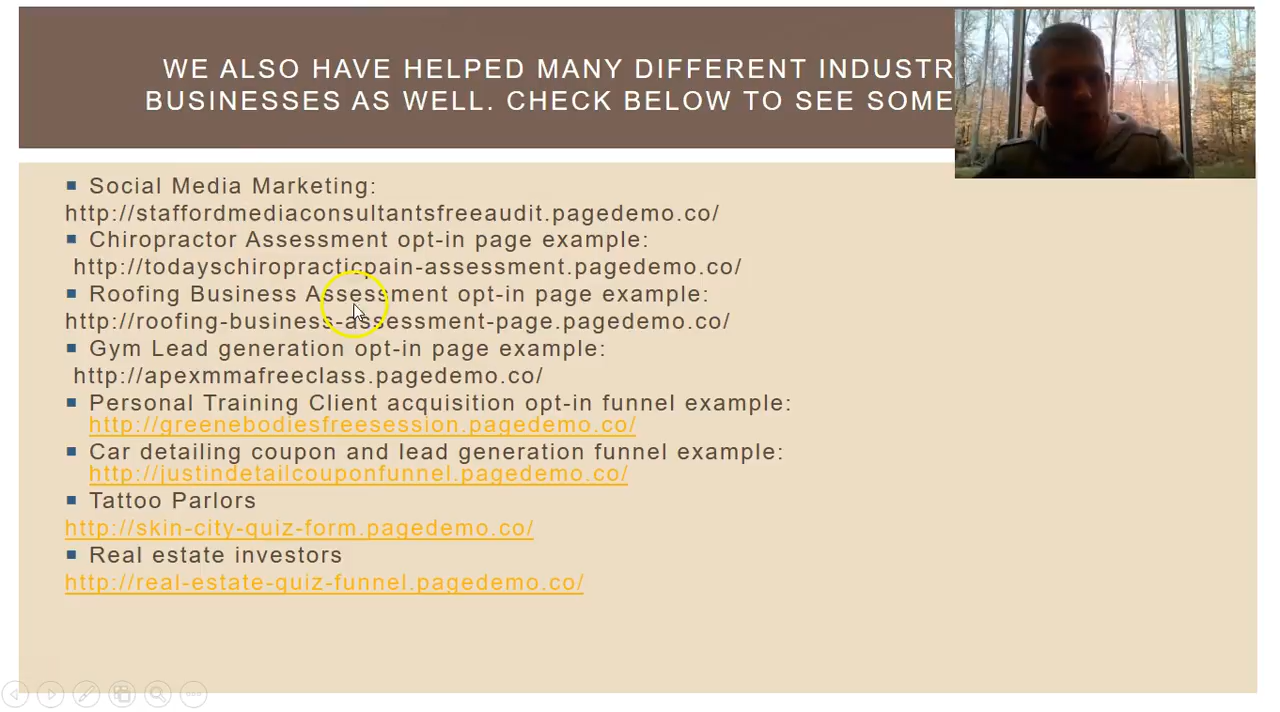 WE ALSO HAVE HELPED MANY DIFFERENT
BUSINESSES AS WELL. CHECK BELOW TO SEE SOME
Social Media Marketing:
http://staffordmediaconsultantsfreeaudit.pagedemo.co/
Chiropractor Assessment opt-in page example:
http://todayschiropracticpain-assessment.pagedemo.co/
Roofing Business Assessment opt-in page example:
http://roofing-business-assessment-page.pagedemo.co/
Gym Lead generation opt-in page example:
http://apexmmafreeclass.pagedemo.co/
Personal Training Client acquisition opt-in funnel example:
http://greenebodiesfreesession.pagedemo.co/
Car detailing coupon and lead generation funnel example:
http://justindetailcouponfunnel.pagedemo.co/
Tattoo Parlors
http://skin-city-quiz-form.pagedemo.co/
Real estate investors
http://real-estate-quiz-funnel.pagedemo.co/